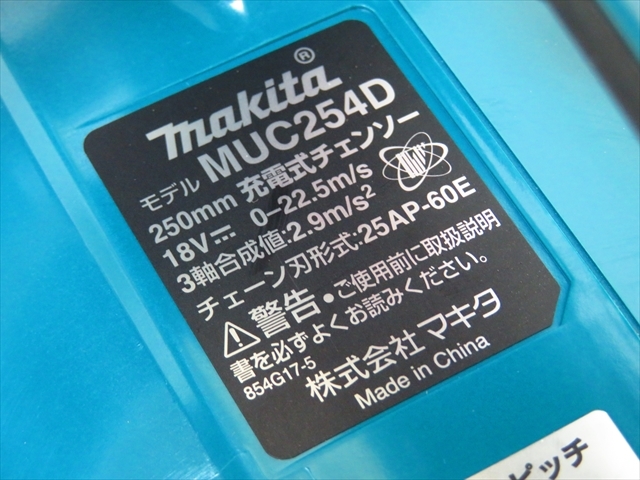 makita®
モデル MUC254D
250mm 充電式チェンソー
18V⎓ 0–22.5m/s
3軸合成値:2.9m/s²
チェーン刃形式:25AP-60E
⚠警告・ご使用前に取扱説明
書を必ずよくお読みください。
854G17-5
株式会社マキタ
Made in China
ピッチ